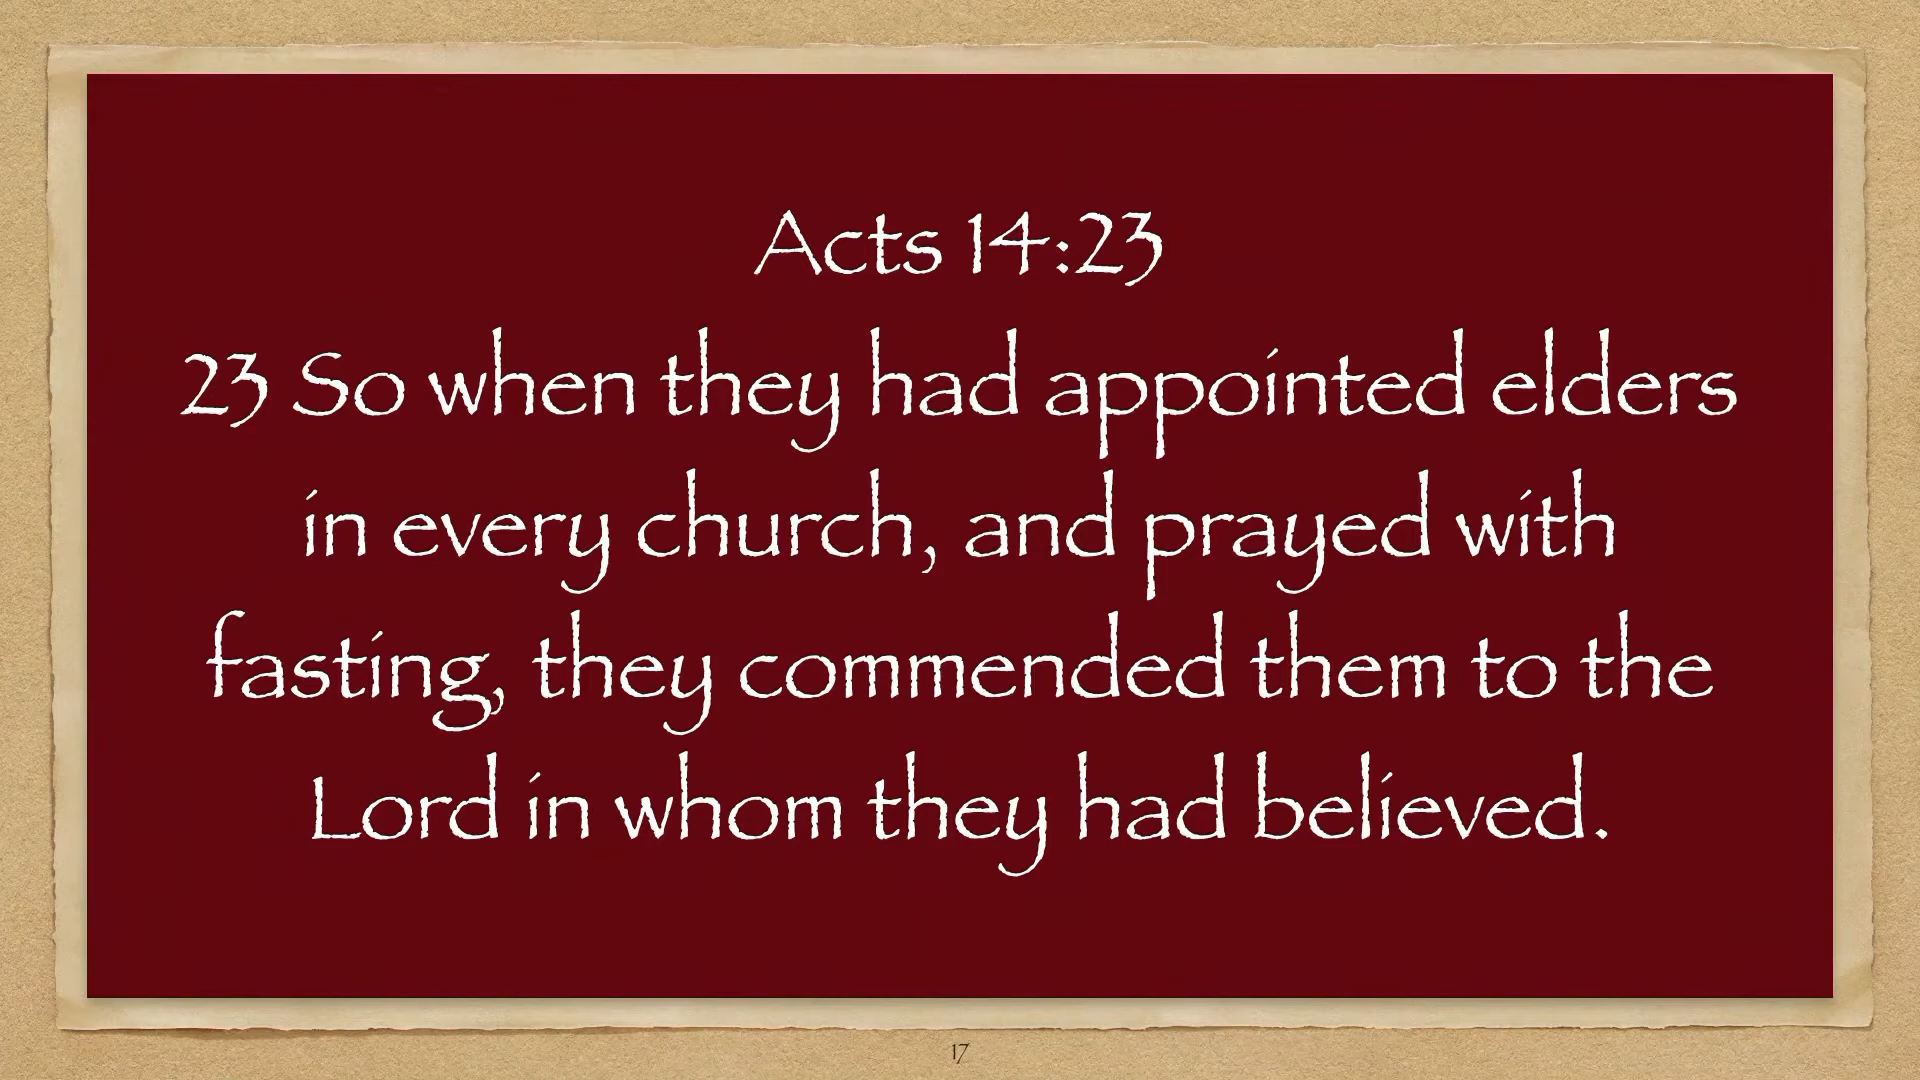 Acts 14:23
23 So when they had appointed elders
in every church, and prayed with
fasting, they commended them to the
Lord in whom they had believed.
17